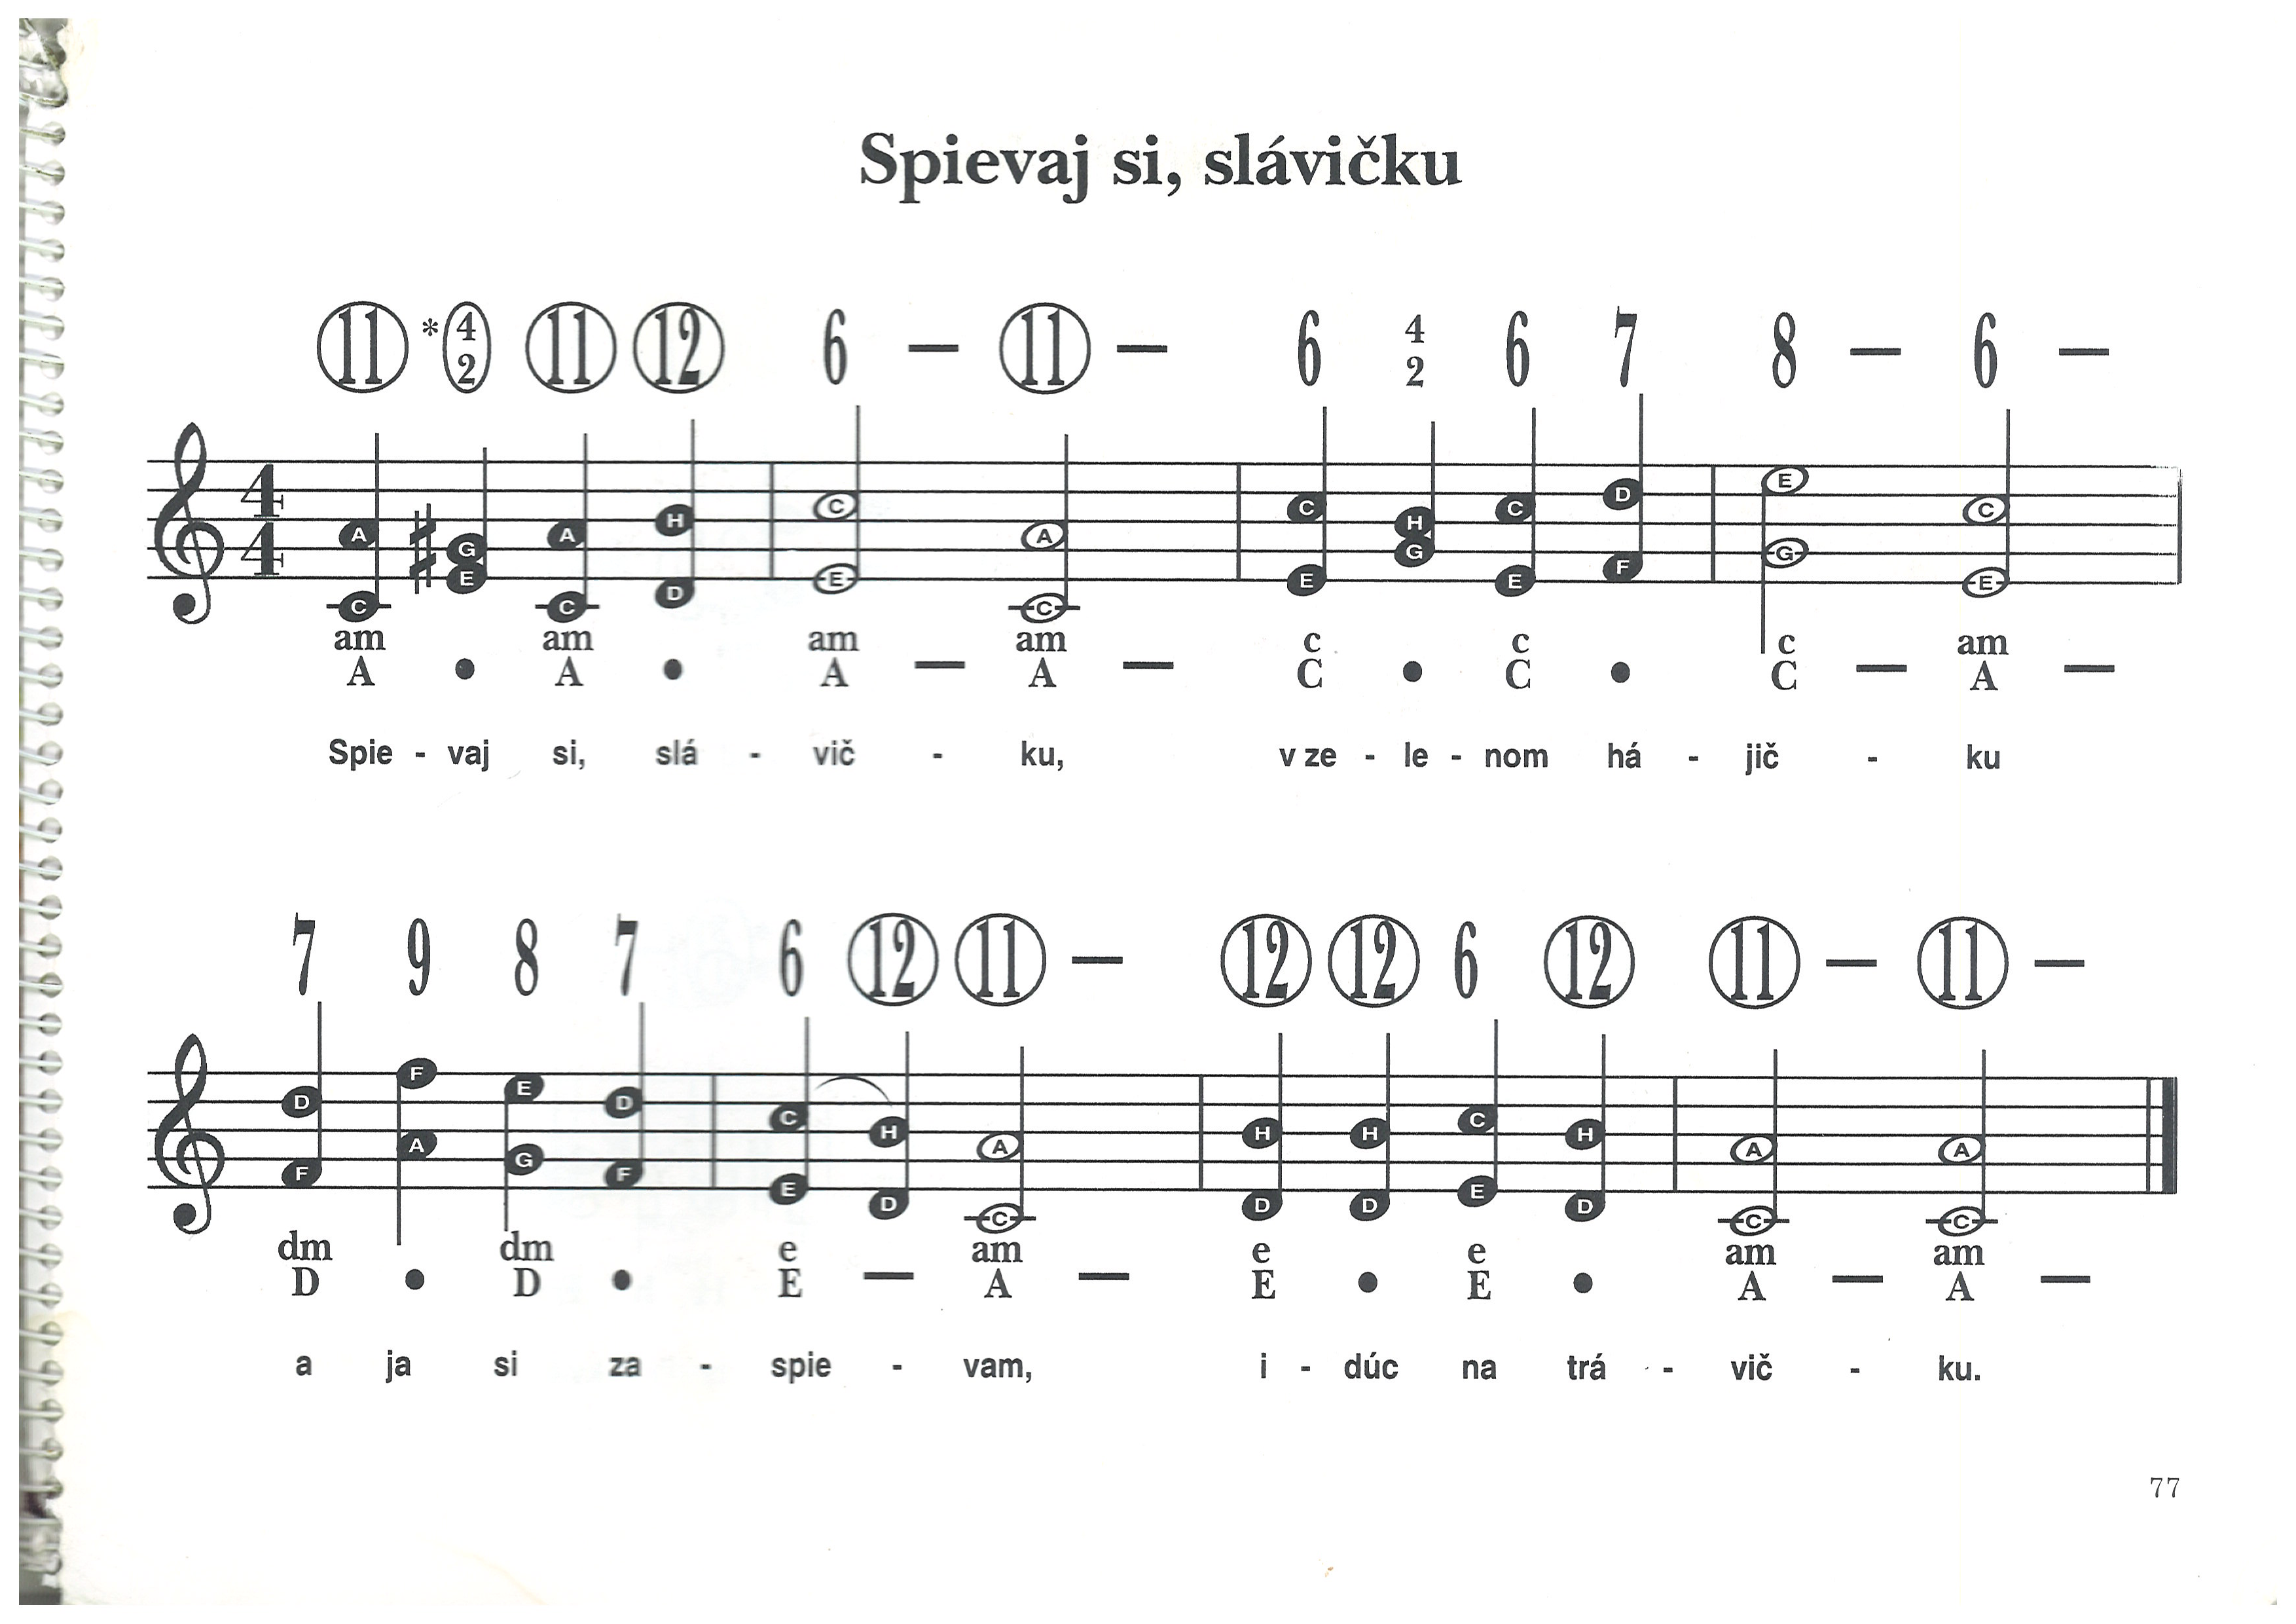 Spievaj si, slávičku
11 * 4 2 11 12 6 – 11 – 6 4 2 6 7 8 – 6 –
4 4
A G A H C A C H C D E C
C E C D E C E G E F G E
am am am am c c c am
A • A • A – A – C • C • C – A –
Spie - vaj si, slá - vič - ku, v ze - le - nom há - jič - ku
7 9 8 7 6 12 11 – 12 12 6 12 11 – 11 –
D F E D C H A H H C H A A
F A G F E D C D D E D C C
dm dm e am e e am am
D • D • E – A – E • E • A – A –
a ja si za - spie - vam, i - dúc na trá - vič - ku.
77